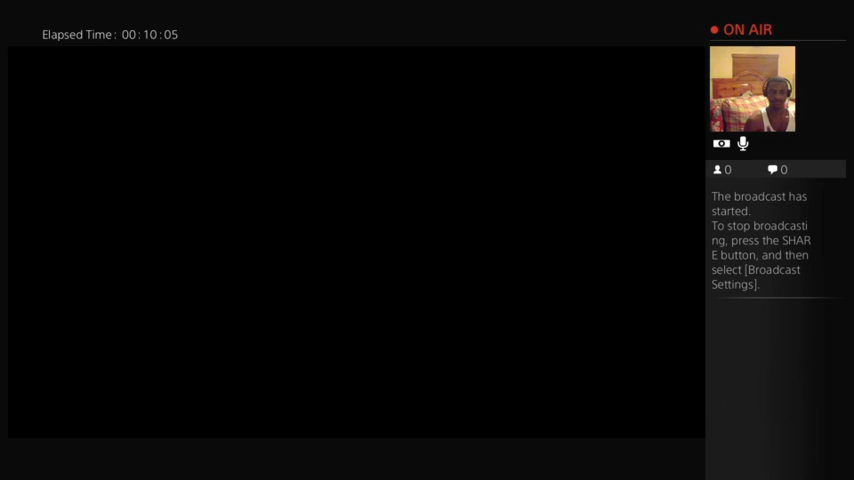 Elapsed Time: 00:10:05
ON AIR
0 0
The broadcast has
started.
To stop broadcasti
ng, press the SHAR
E button, and then
select [Broadcast
Settings].